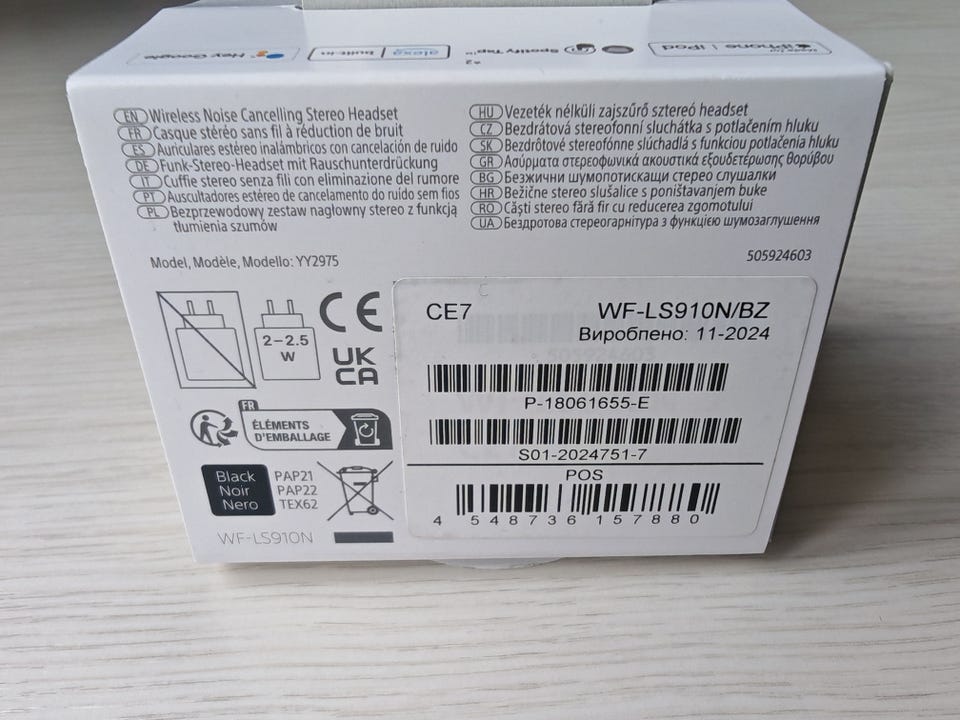 Hey Google
alexa built-in
Spotify Tap™ *2
Made for iPhone | iPod
EN Wireless Noise Cancelling Stereo Headset
FR Casque stéréo sans fil à réduction de bruit
ES Auriculares estéreo inalámbricos con cancelación de ruido
DE Funk-Stereo-Headset mit Rauschunterdrückung
IT Cuffie stereo senza fili con eliminazione del rumore
PT Auscultadores estéreo de cancelamento do ruído sem fios
PL Bezprzewodowy zestaw nagłowny stereo z funkcją
tłumienia szumów
HU Vezeték nélküli zajszűrő sztereó headset
CZ Bezdrátová stereofonní sluchátka s potlačením hluku
SK Bezdrôtové stereofónne slúchadlá s funkciou potlačenia hluku
GR Ασύρματα στερεοφωνικά ακουστικά εξουδετέρωσης θορύβου
BG Безжични шумопотискащи стерео слушалки
HR Bežične stereo slušalice s poništavanjem buke
RO Căști stereo fără fir cu reducerea zgomotului
UA Бездротова стереогарнітура з функцією шумозаглушення
Model, Modèle, Modello: YY2975
505924603
2–2.5
W
CE
UK
CA
FR
ÉLÉMENTS
D'EMBALLAGE
Black
Noir
Nero
PAP21
PAP22
TEX62
WF-LS910N
CE7
WF-LS910N/BZ
Вироблено: 11-2024
P-18061655-E
S01-2024751-7
POS
4 548736 157880